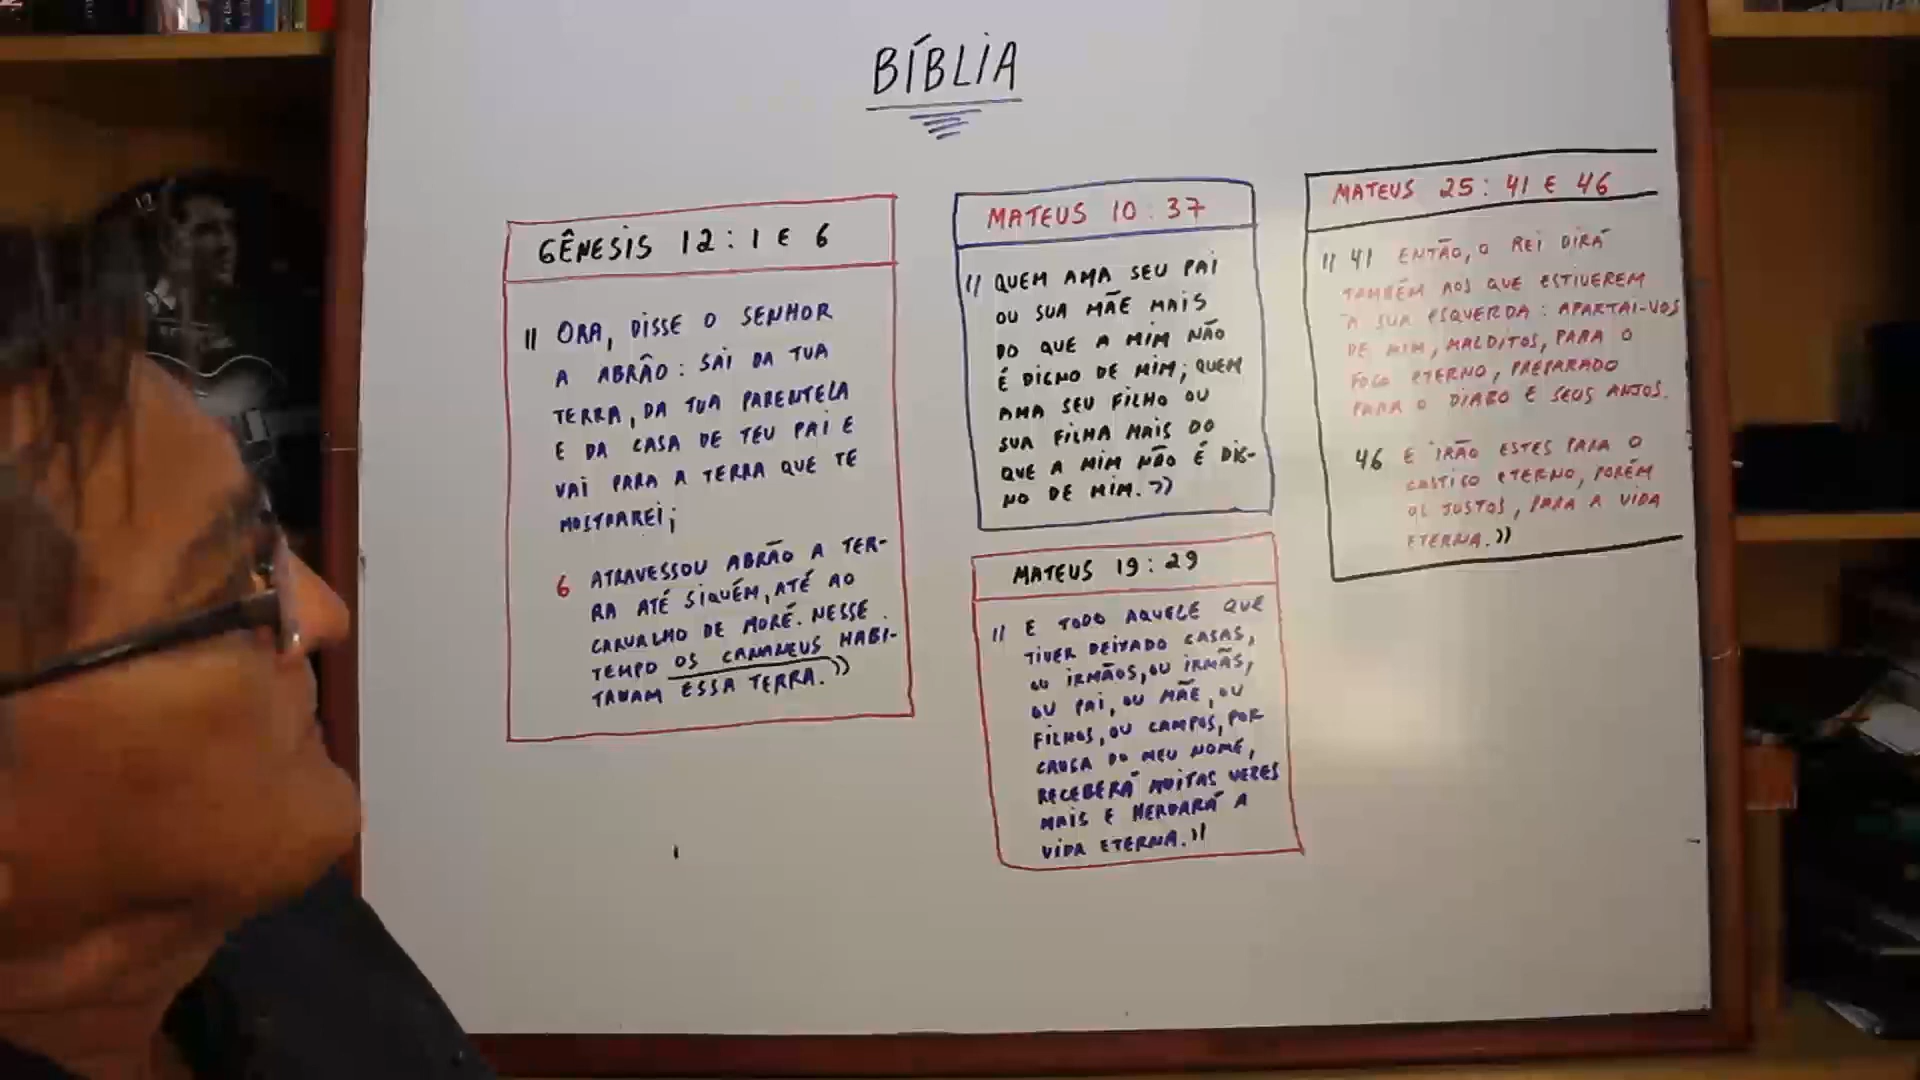 BÍBLIA
GÊNESIS 12:1 E 6
" ORA, DISSE O SENHOR
A ABRÃO: SAI DA TUA
TERRA, DA TUA PARENTELA
E DA CASA DE TEU PAI E
VAI PARA A TERRA QUE TE
MOSTRAREI;
6 ATRAVESSOU ABRÃO A TER-
RA ATÉ SIQUÉM, ATÉ AO
CARVALHO DE MORÉ. NESSE
TEMPO OS CANANEUS HABI-
TAVAM ESSA TERRA."
MATEUS 10:37
" QUEM AMA SEU PAI
OU SUA MÃE MAIS
DO QUE A MIM NÃO
É DIGNO DE MIM; QUEM
AMA SEU FILHO OU
SUA FILHA MAIS DO
QUE A MIM NÃO É DIG-
NO DE MIM."
MATEUS 19:29
" E TODO AQUELE QUE
TIVER DEIXADO CASAS,
OU IRMÃOS, OU IRMÃS,
OU PAI, OU MÃE, OU
FILHOS, OU CAMPOS, POR
CAUSA DO MEU NOME,
RECEBERÁ MUITAS VEZES
MAIS E HERDARÁ A
VIDA ETERNA."
MATEUS 25:41 E 46
" 41 ENTÃO, O REI DIRÁ
TAMBÉM AOS QUE ESTIVEREM
À SUA ESQUERDA: APARTAI-VOS
DE MIM, MALDITOS, PARA O
FOGO ETERNO, PREPARADO
PARA O DIABO E SEUS ANJOS.
46 E IRÃO ESTES PARA O
CASTIGO ETERNO, PORÉM
OS JUSTOS, PARA A VIDA
ETERNA."